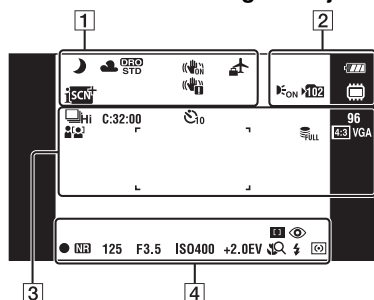 1 2
DRO
STD
ON
ON 102
iSCN+
Hi C:32:00 10 96
FULL 4:3 VGA
NR 125 F3.5 ISO400 +2.0EV
3 4